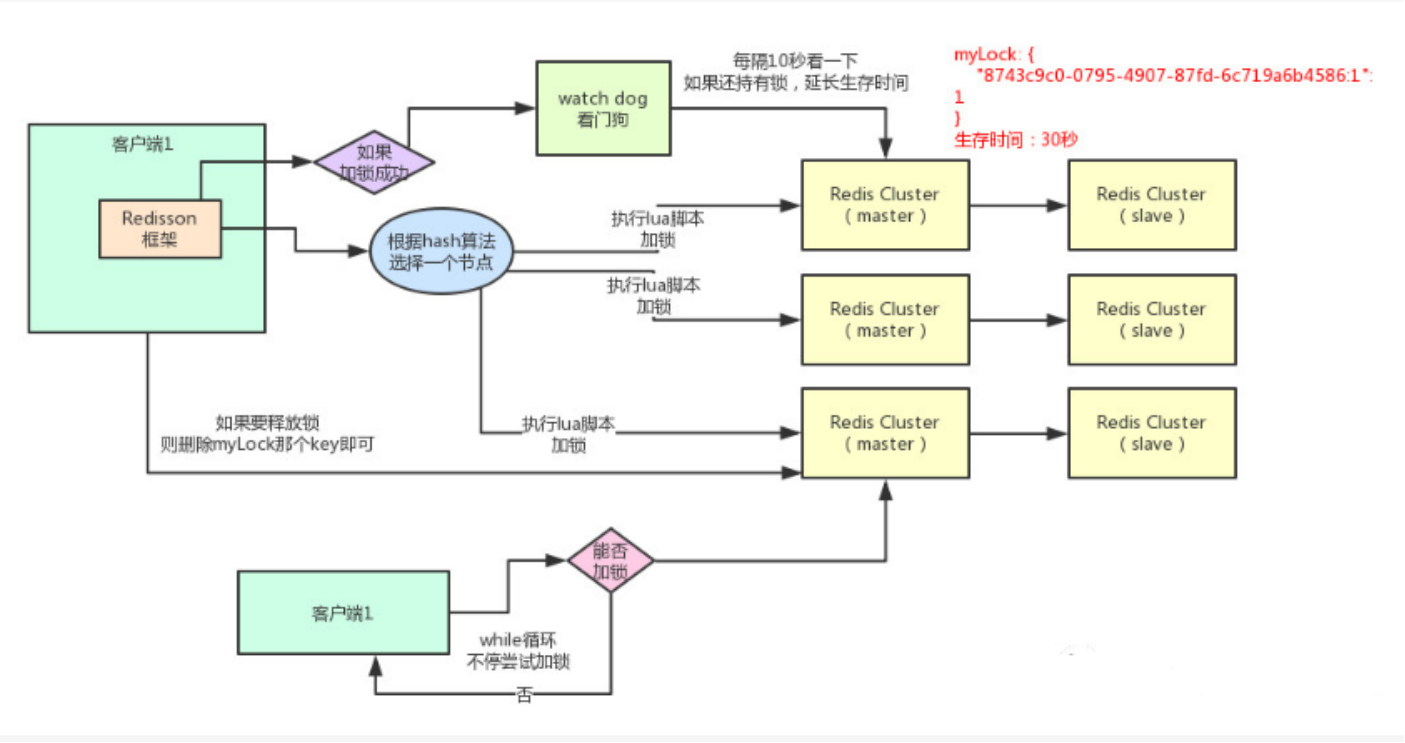 每隔10秒看一下
如果还持有锁，延长生存时间
myLock: {
"8743c9c0-0795-4907-87fd-6c719a6b4586:1":
1
}
生存时间：30秒
watch dog
看门狗
客户端1
如果
加锁成功
Redisson
框架
根据hash算法
选择一个节点
执行lua脚本
加锁
Redis Cluster
( master )
Redis Cluster
( slave )
执行lua脚本
加锁
Redis Cluster
( master )
Redis Cluster
( slave )
如果要释放锁
则删除myLock那个key即可
执行lua脚本
加锁
Redis Cluster
( master )
Redis Cluster
( slave )
能否
加锁
客户端1
while循环
不停尝试加锁
否